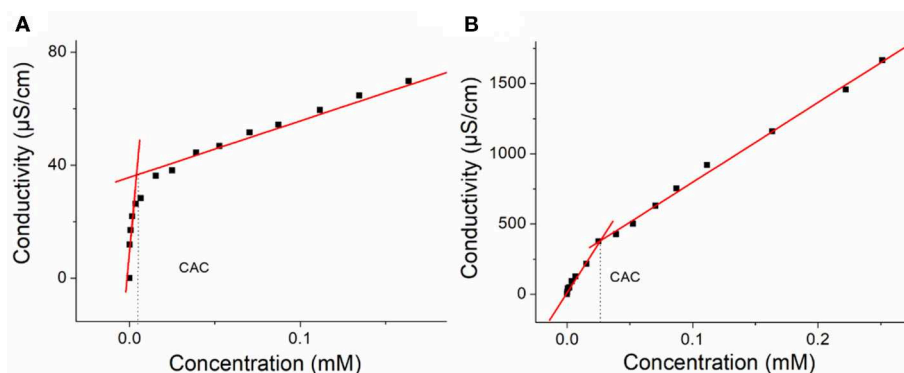 A
Conductivity (μS/cm)
80
40
0
CAC
0.0 0.1
Concentration (mM)
B
Conductivity (μS/cm)
1500
1000
500
0
CAC
0.0 0.1 0.2
Concentration (mM)